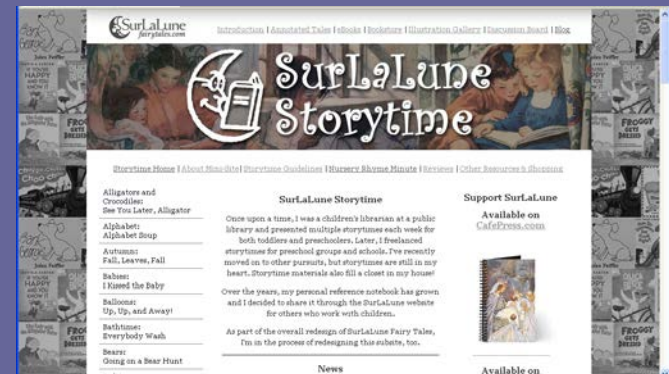 SurLaLune
fairytales.com
Introduction | Annotated Tales | eBooks | Bookstore | Illustration Gallery | Discussion Board | Blog
SurLaLune
Storytime
Storytime Home | About Mini-Site | Storytime Guidelines | Nursery Rhyme Minute | Reviews | Other Resources & Shopping
Alligators and
Crocodiles:
See You Later, Alligator
Alphabet:
Alphabet Soup
Autumn:
Fall, Leaves, Fall
Babies:
I Kissed the Baby
Balloons:
Up, Up, and Away!
Bathtime:
Everybody Wash
Bears:
Going on a Bear Hunt
SurLaLune Storytime
Once upon a time, I was a children's librarian at a public
library and presented multiple storytimes each week for
both toddlers and preschoolers. Later, I freelanced
storytimes for preschool groups and schools. I've recently
moved on to other pursuits, but storytimes are still in my
heart. Storytime materials also fill a closet in my house!
Over the years, my personal reference notebook has grown
and I decided to share it through the SurLaLune website
for others who work with children.
As part of the overall redesign of SurLaLune Fairy Tales,
I'm in the process of redesigning this subsite, too.
News
Support SurLaLune
Available on
CafePress.com
Available on
FROGGY
GETS
DRESSED
HAPPY
AND YOU
KNOW IT